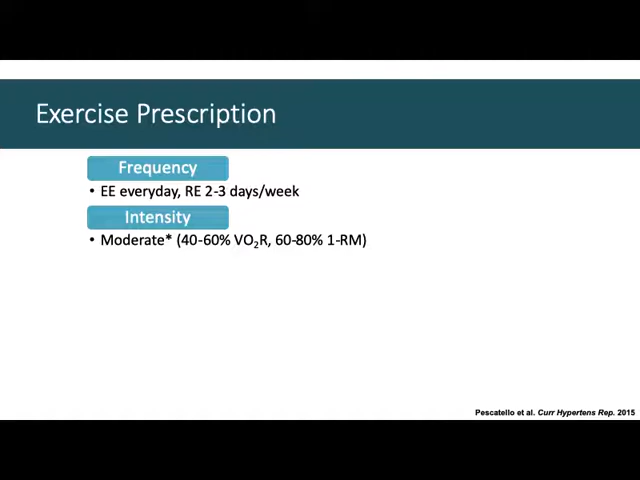 Exercise Prescription
Frequency
• EE everyday, RE 2-3 days/week
Intensity
• Moderate* (40-60% VO₂R, 60-80% 1-RM)
Pescatello et al. Curr Hypertens Rep. 2015